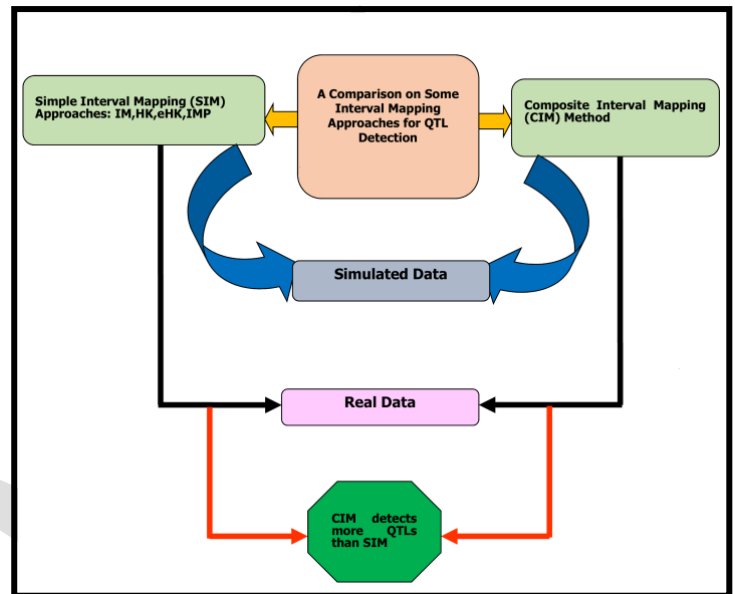 Simple Interval Mapping (SIM)
Approaches: IM,HK,eHK,IMP
A Comparison on Some
Interval Mapping
Approaches for QTL
Detection
Composite Interval Mapping
(CIM) Method
Simulated Data
Real Data
CIM detects
more QTLs
than SIM